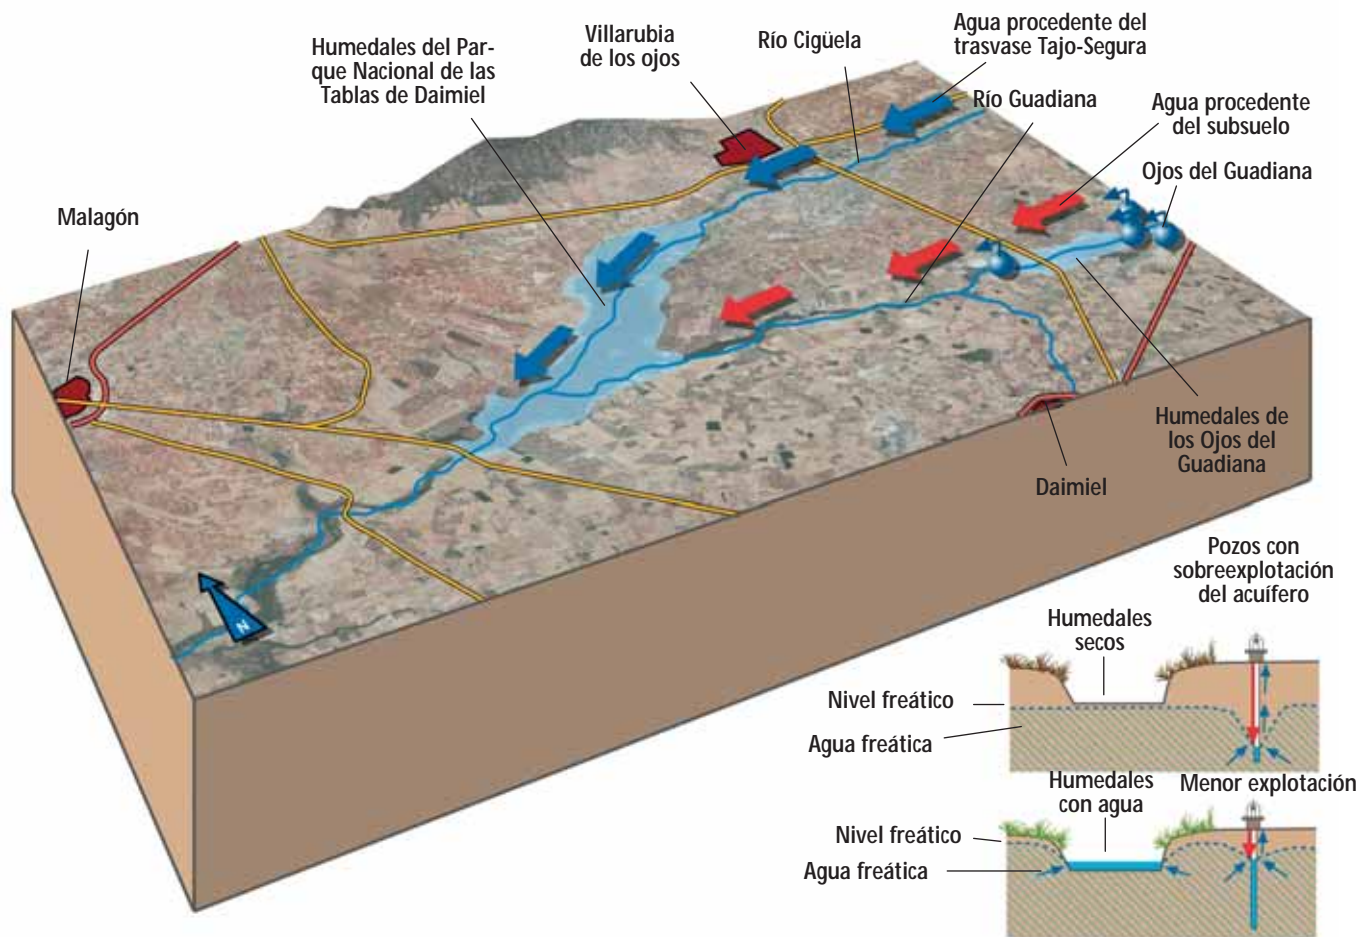 Humedales del Par-
que Nacional de las
Tablas de Daimiel
Villarubia
de los ojos
Río Cigüela
Agua procedente del
trasvase Tajo-Segura
Río Guadiana
Agua procedente
del subsuelo
Ojos del Guadiana
Malagón
Humedales de
los Ojos del
Guadiana
Daimiel
N
Pozos con
sobreexplotación
del acuífero
Humedales
secos
Nivel freático
Agua freática
Humedales
con agua
Menor explotación
Nivel freático
Agua freática